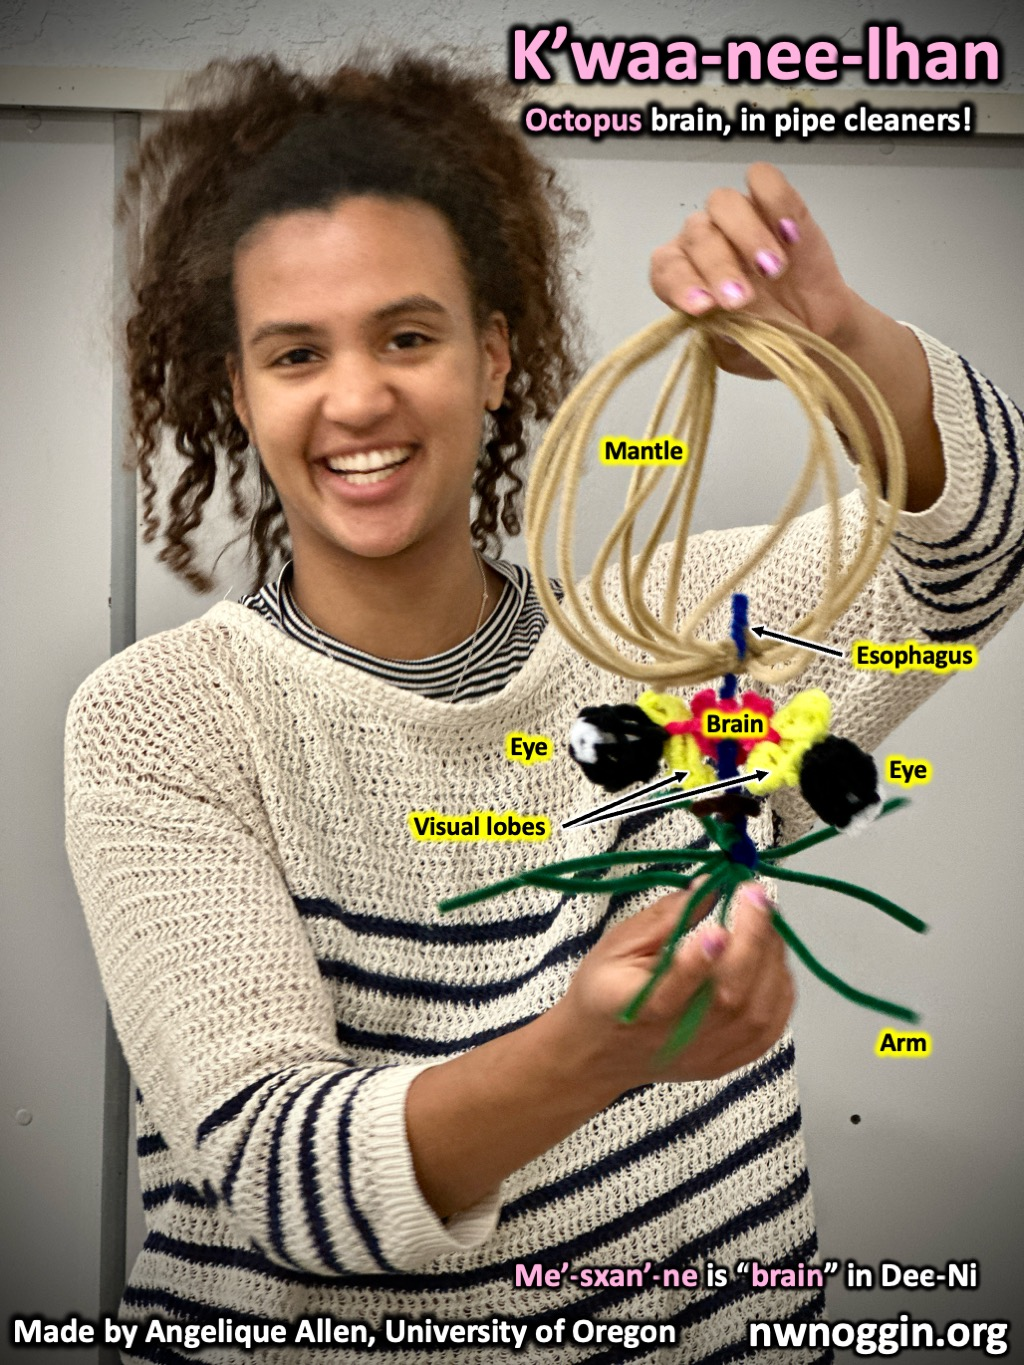 K’waa-nee-lhan
Octopus brain, in pipe cleaners!
Mantle
Esophagus
Brain
Eye
Eye
Visual lobes
Arm
Me’-sxan’-ne is “brain” in Dee-Ni
Made by Angelique Allen, University of Oregon
nwnoggin.org